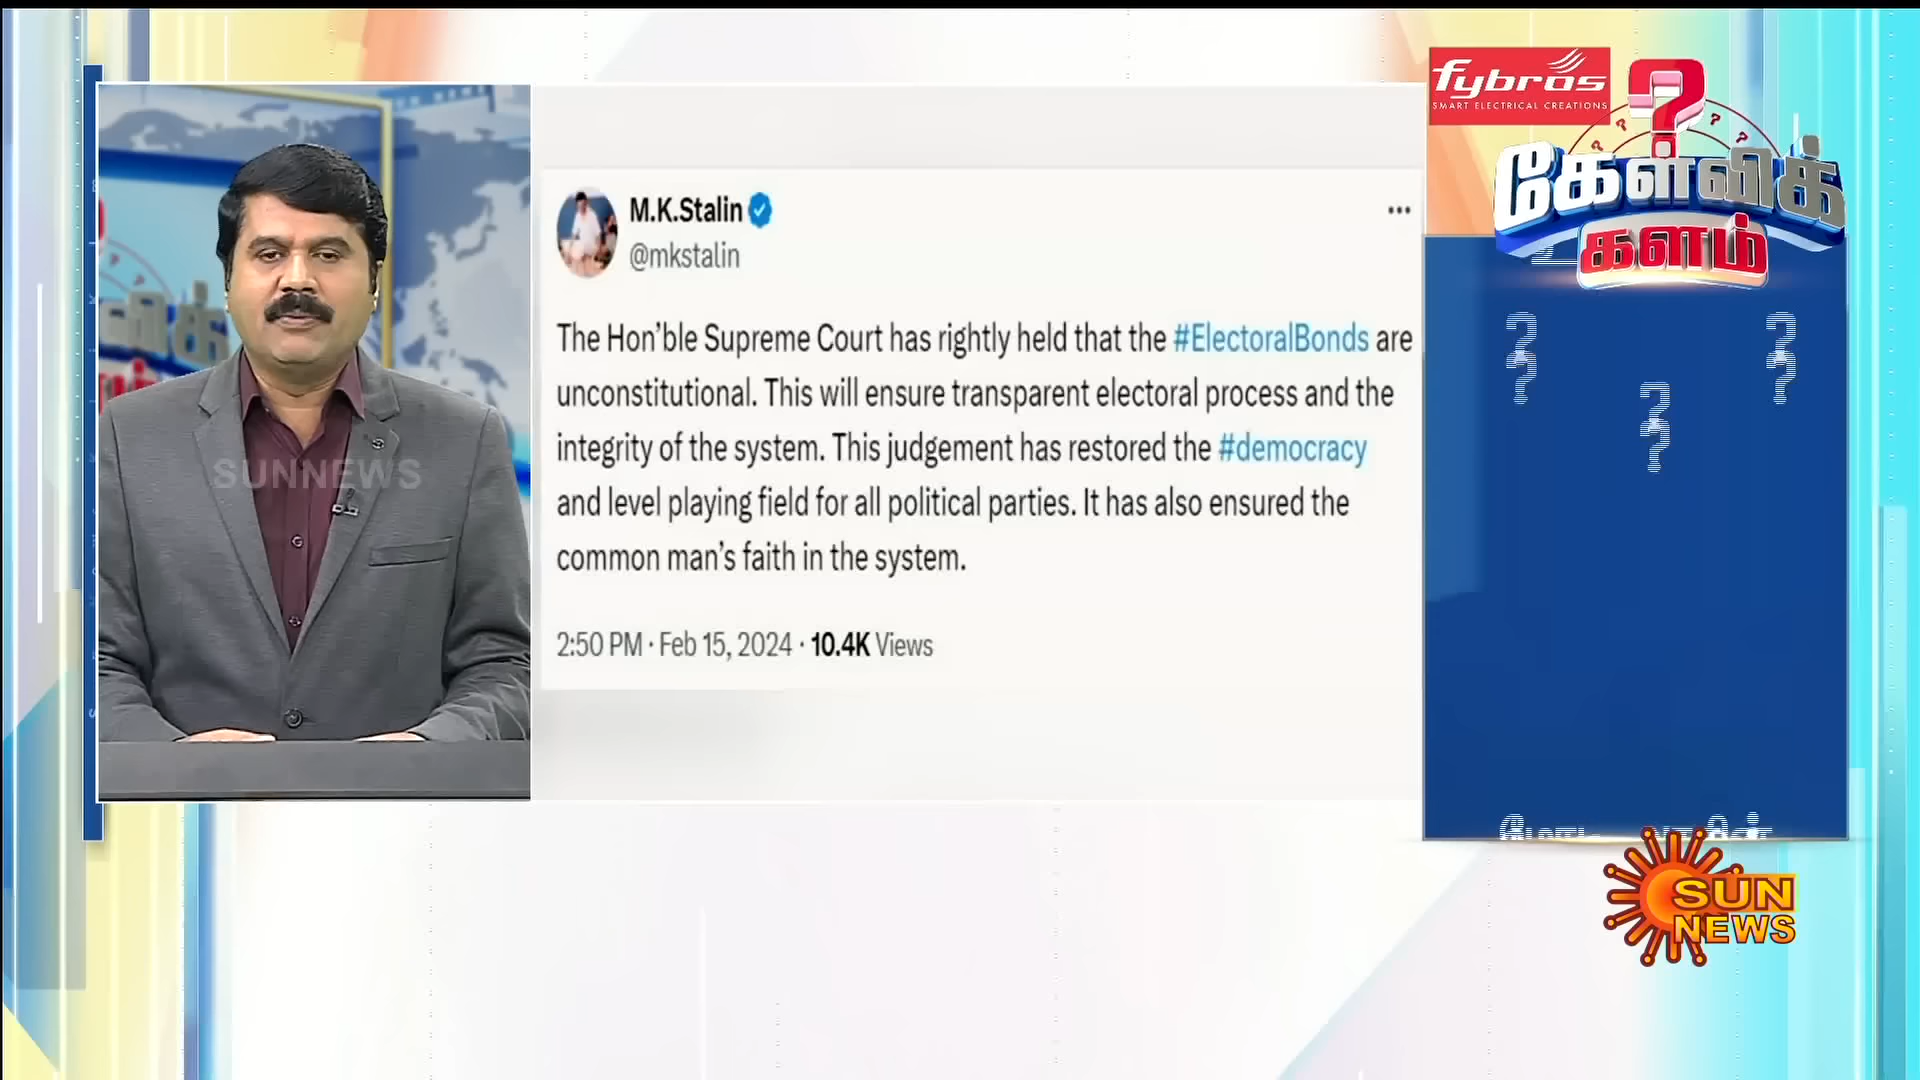 fybros
SMART ELECTRICAL CREATIONS
கேள்விக்
களம்
M.K.Stalin
@mkstalin
The Hon’ble Supreme Court has rightly held that the #ElectoralBonds are
unconstitutional. This will ensure transparent electoral process and the
integrity of the system. This judgement has restored the #democracy
and level playing field for all political parties. It has also ensured the
common man’s faith in the system.
2:50 PM · Feb 15, 2024 · 10.4K Views
SUNNEWS
SUN
NEWS